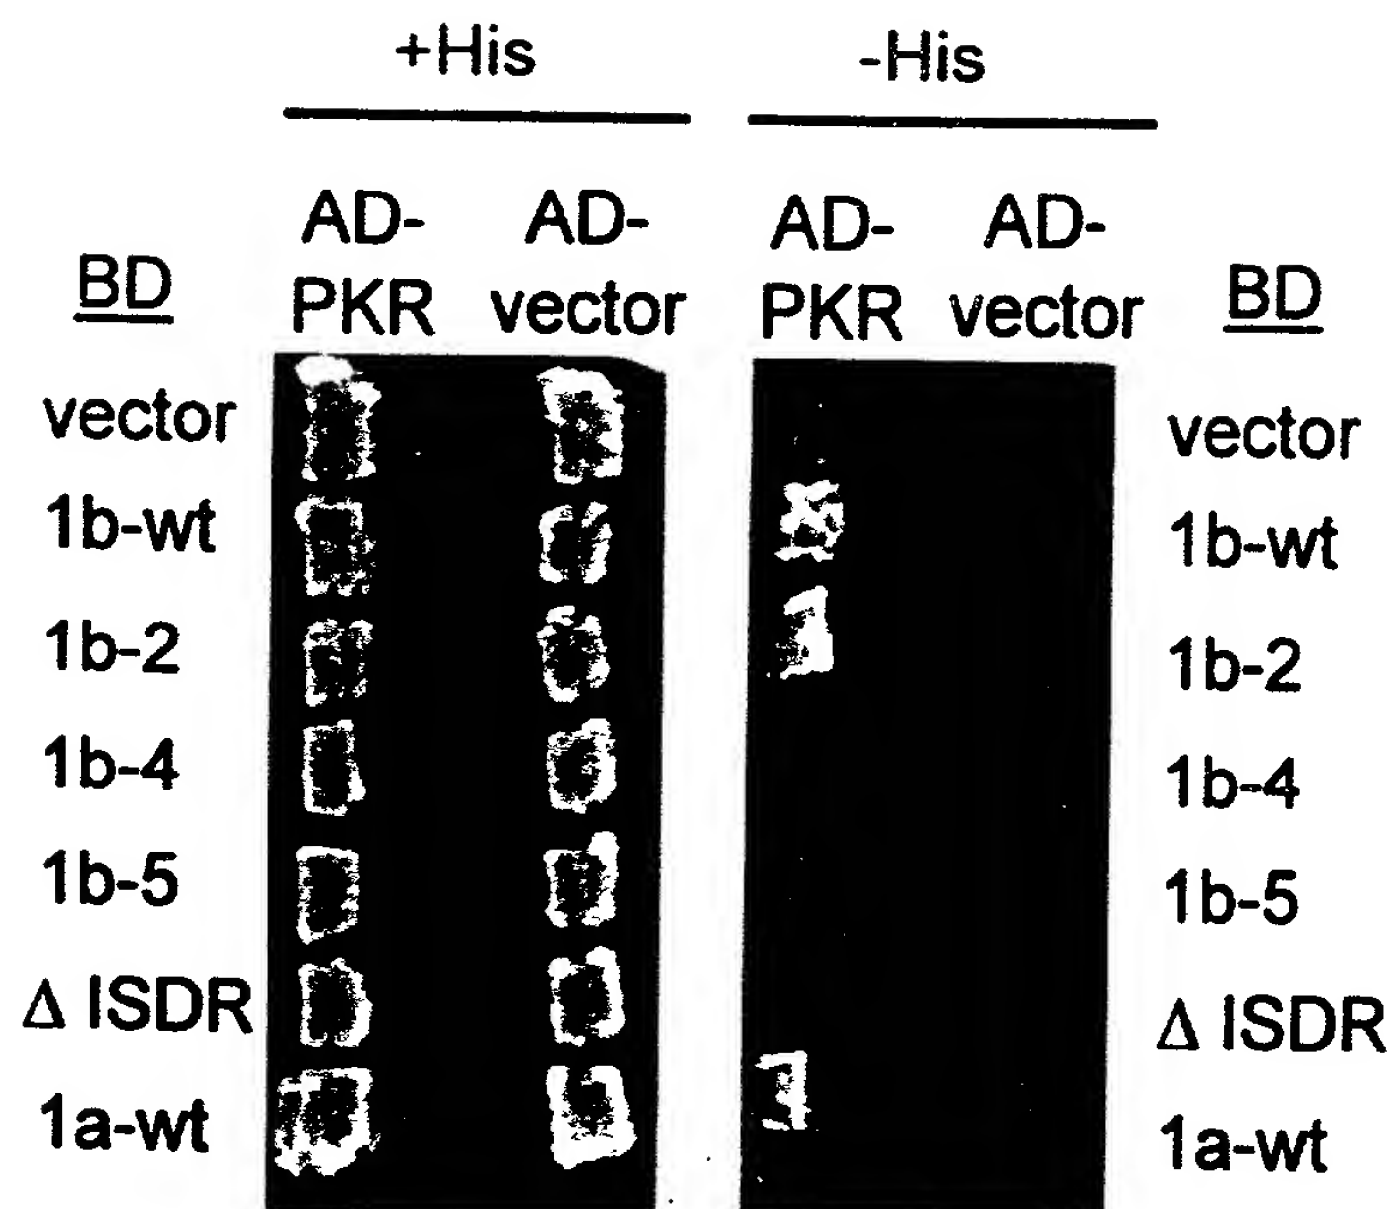 +His -His
AD- AD- AD- AD-
BD PKR vector PKR vector BD
vector vector
1b-wt 1b-wt
1b-2 1b-2
1b-4 1b-4
1b-5 1b-5
Δ ISDR Δ ISDR
1a-wt 1a-wt